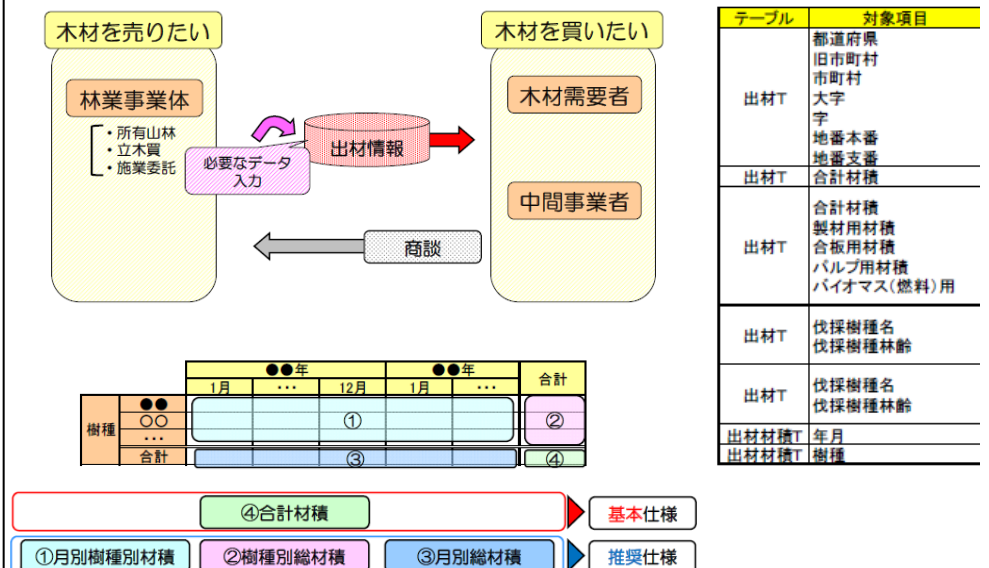 木材を売りたい
林業事業体
・所有山林
・立木買
・施業委託
必要なデータ
入力
出材情報
商談
木材を買いたい
木材需要者
中間事業者
テーブル 対象項目
都道府県
旧市町村
市町村
出材T 大字
字
地番本番
地番支番
出材T 合計材積
合計材積
製材用材積
出材T 合板用材積
パルプ用材積
バイオマス(燃料)用
出材T 伐採樹種名
伐採樹種林齢
出材T 伐採樹種名
伐採樹種林齢
出材材積T 年月
出材材積T 樹種
●●年 ●●年 合計
1月 … 12月 1月 …
樹種 ●●
○○ ① ②
…
合計 ③ ④
④合計材積 基本仕様
①月別樹種別材積 ②樹種別総材積 ③月別総材積 推奨仕様